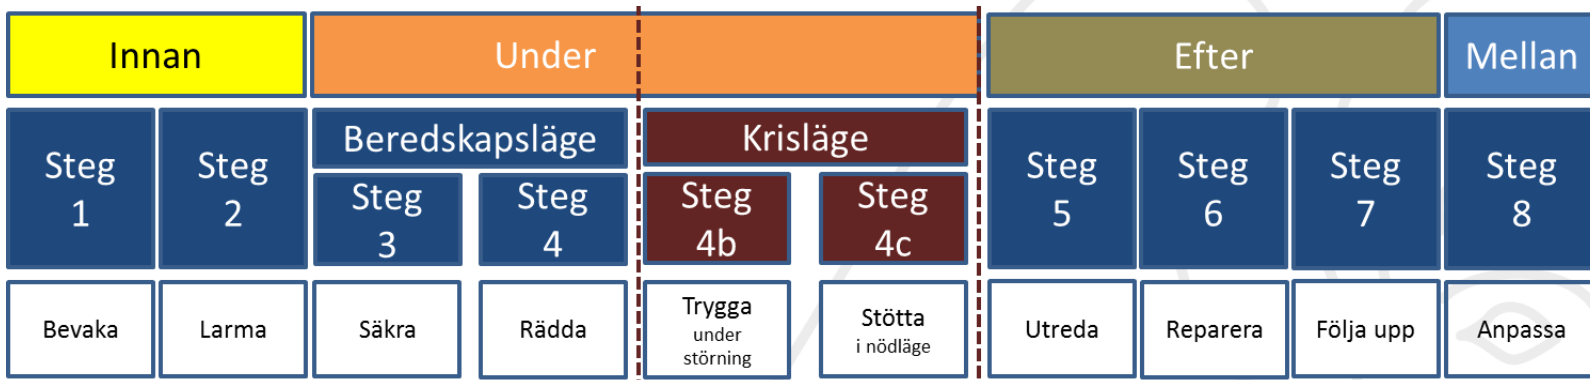 Innan
Under
Efter
Mellan
Steg
1
Steg
2
Beredskapsläge
Steg
3
Steg
4
Krisläge
Steg
4b
Steg
4c
Steg
5
Steg
6
Steg
7
Steg
8
Bevaka
Larma
Säkra
Rädda
Trygga
under
störning
Stötta
i nödläge
Utreda
Reparera
Följa upp
Anpassa